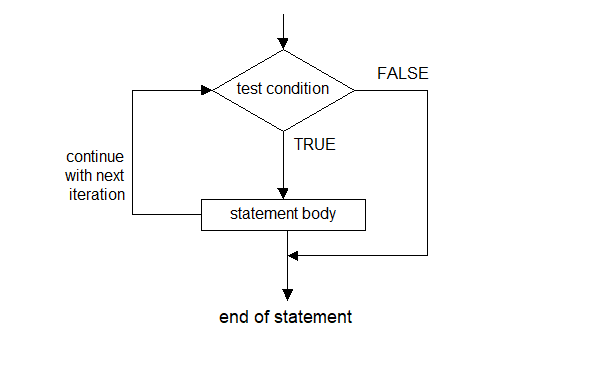 test condition
FALSE
TRUE
continue
with next
iteration
statement body
end of statement